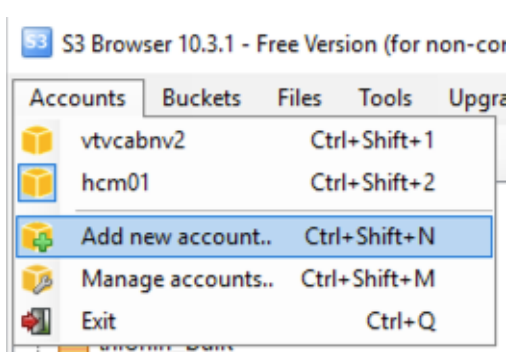 S3 S3 Browser 10.3.1 - Free Version (for non-co
Accounts Buckets Files Tools Upgra
vtvcabnv2 Ctrl+Shift+1
hcm01 Ctrl+Shift+2
Add new account.. Ctrl+Shift+N
Manage accounts.. Ctrl+Shift+M
Exit Ctrl+Q